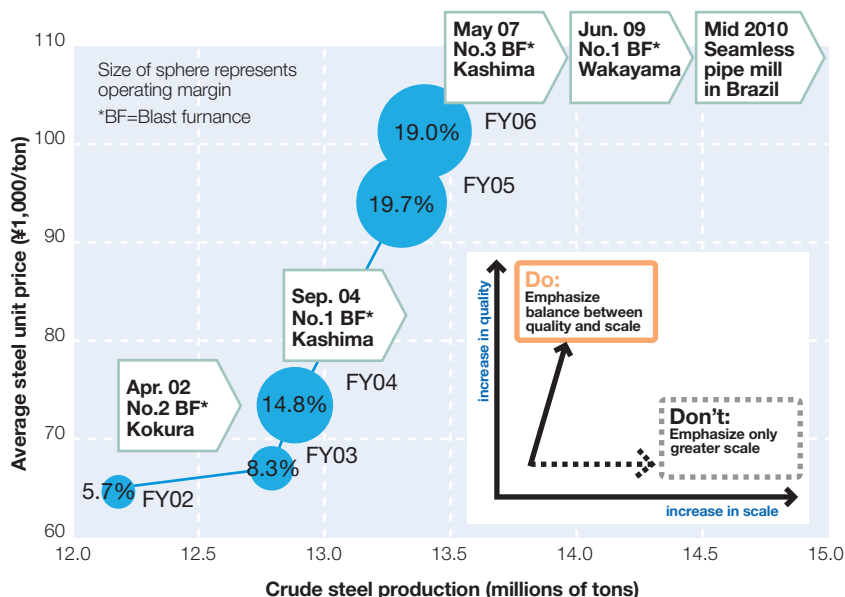 May 07
No.3 BF*
Kashima
Jun. 09
No.1 BF*
Wakayama
Mid 2010
Seamless
pipe mill
in Brazil
Size of sphere represents
operating margin
*BF=Blast furnance
110
100
90
80
70
60
Average steel unit price (¥1,000/ton)
19.0%
FY06
19.7%
FY05
Sep. 04
No.1 BF*
Kashima
14.8%
FY04
Apr. 02
No.2 BF*
Kokura
8.3%
FY03
5.7%
FY02
increase in quality
Do:
Emphasize
balance between
quality and scale
Don't:
Emphasize only
greater scale
increase in scale
12.0
12.5
13.0
13.5
14.0
14.5
15.0
Crude steel production (millions of tons)